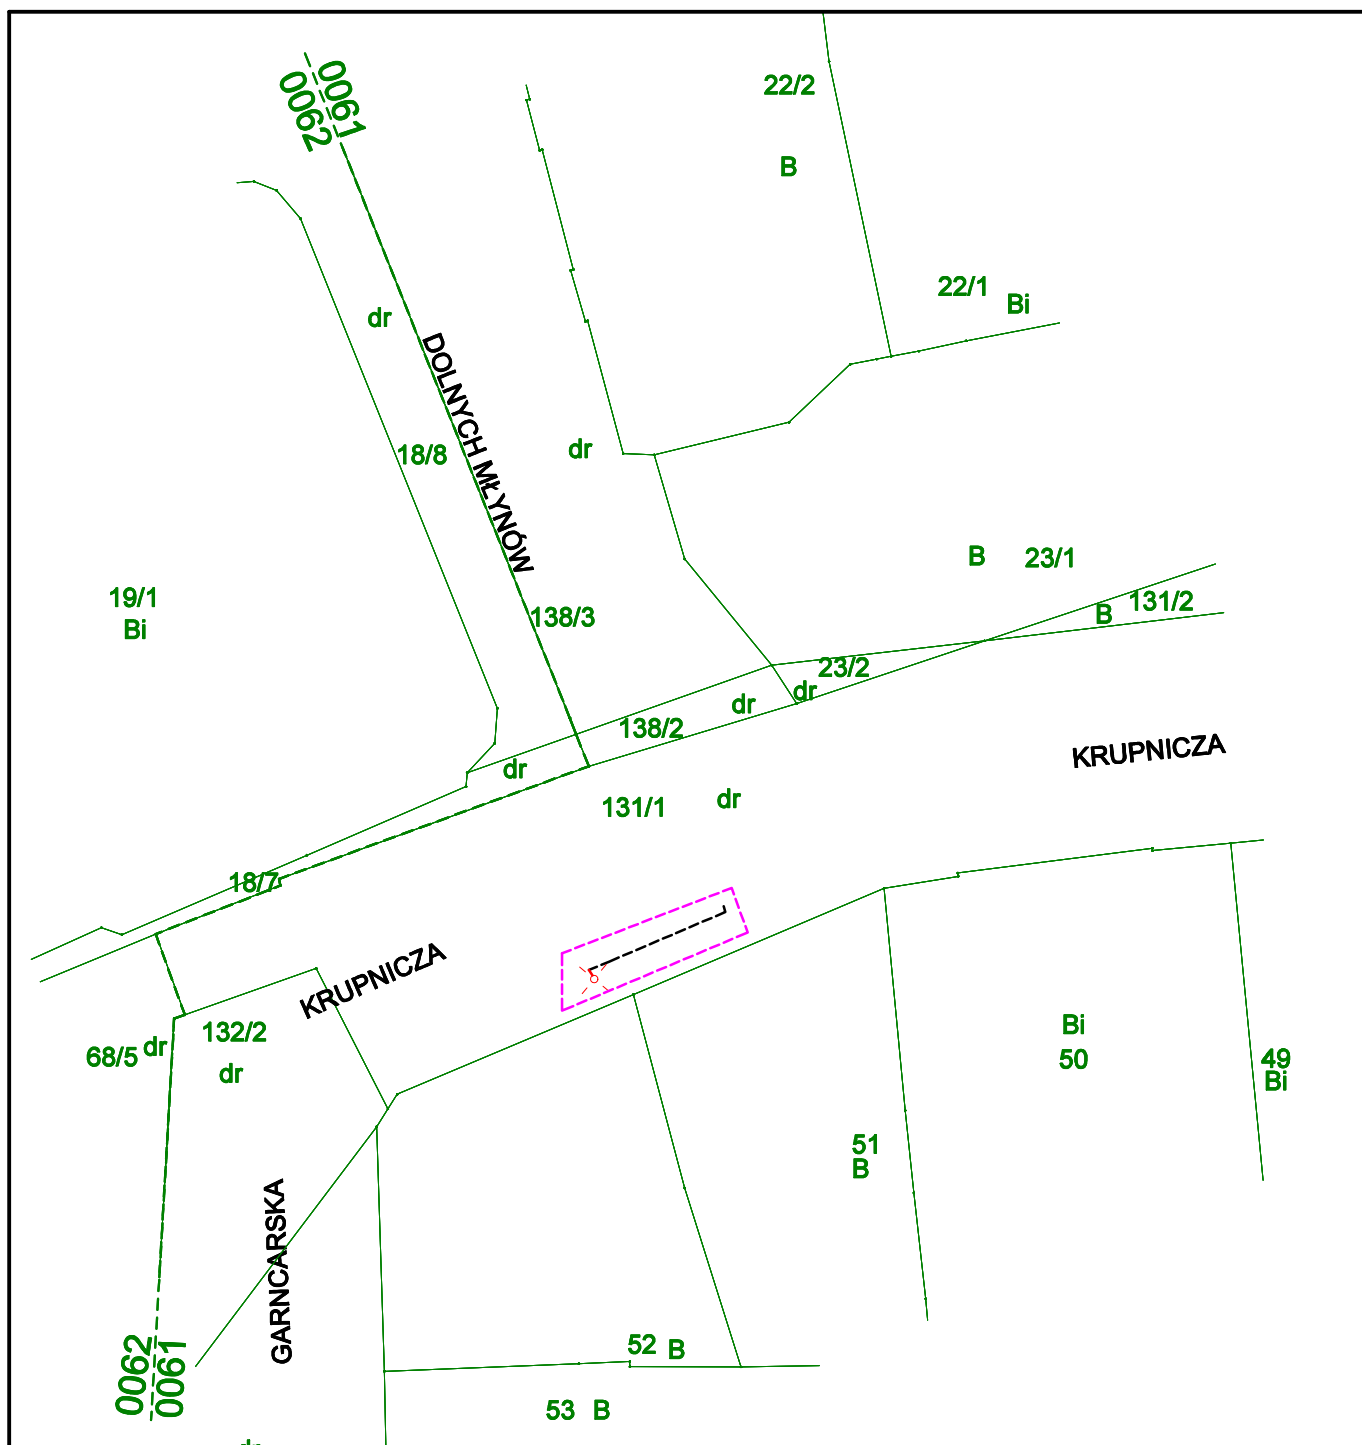 0061
0062
22/2
B
22/1
Bi
dr
DOLNYCH MŁYNÓW
18/8
dr
B
23/1
131/2
B
19/1
Bi
138/3
23/2
dr
dr
138/2
dr
KRUPNICZA
131/1
dr
18/7
KRUPNICZA
68/5
dr
132/2
dr
Bi
50
49
Bi
51
B
GARNCARSKA
0062
0061
52
B
53
B